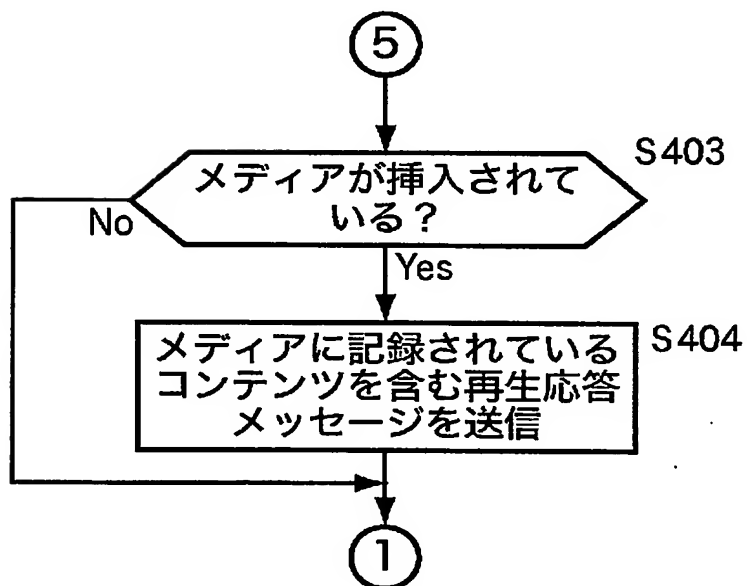 5
S403
メディアが挿入されて
いる?
No
Yes
S404
メディアに記録されている
コンテンツを含む再生応答
メッセージを送信
1